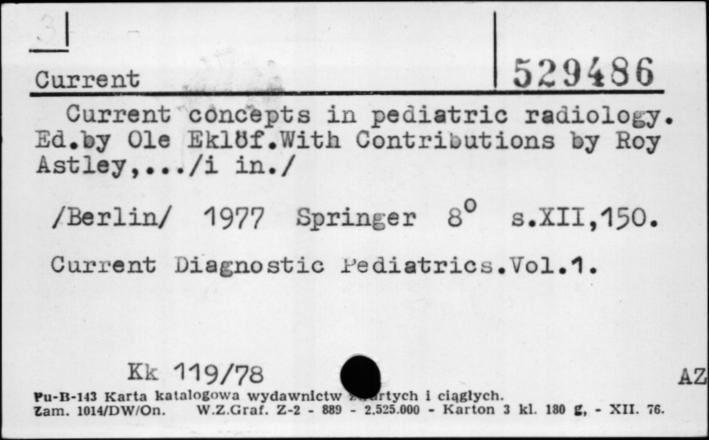 3
Current 529486
Current concepts in pediatric radiology.
Ed.by Ole Eklöf.With Contributions by Roy
Astley,.../i in./
/Berlin/ 1977 Springer 8° s.XII,150.
Current Diagnostic Pediatrics.Vol.1.
Kk 119/78
AZ
Pu-B-143 Karta katalogowa wydawnictw i ciągłych.
Zam. 1014/DW/On. W.Z.Graf. Z-2 - 889 - 2.525.000 - Karton 3 kl. 180 g, - XII. 76.